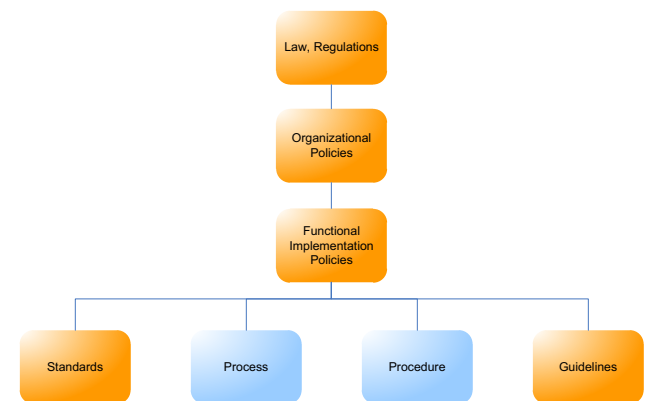 Law, Regulations
Organizational
Policies
Functional
Implementation
Policies
Standards
Process
Procedure
Guidelines